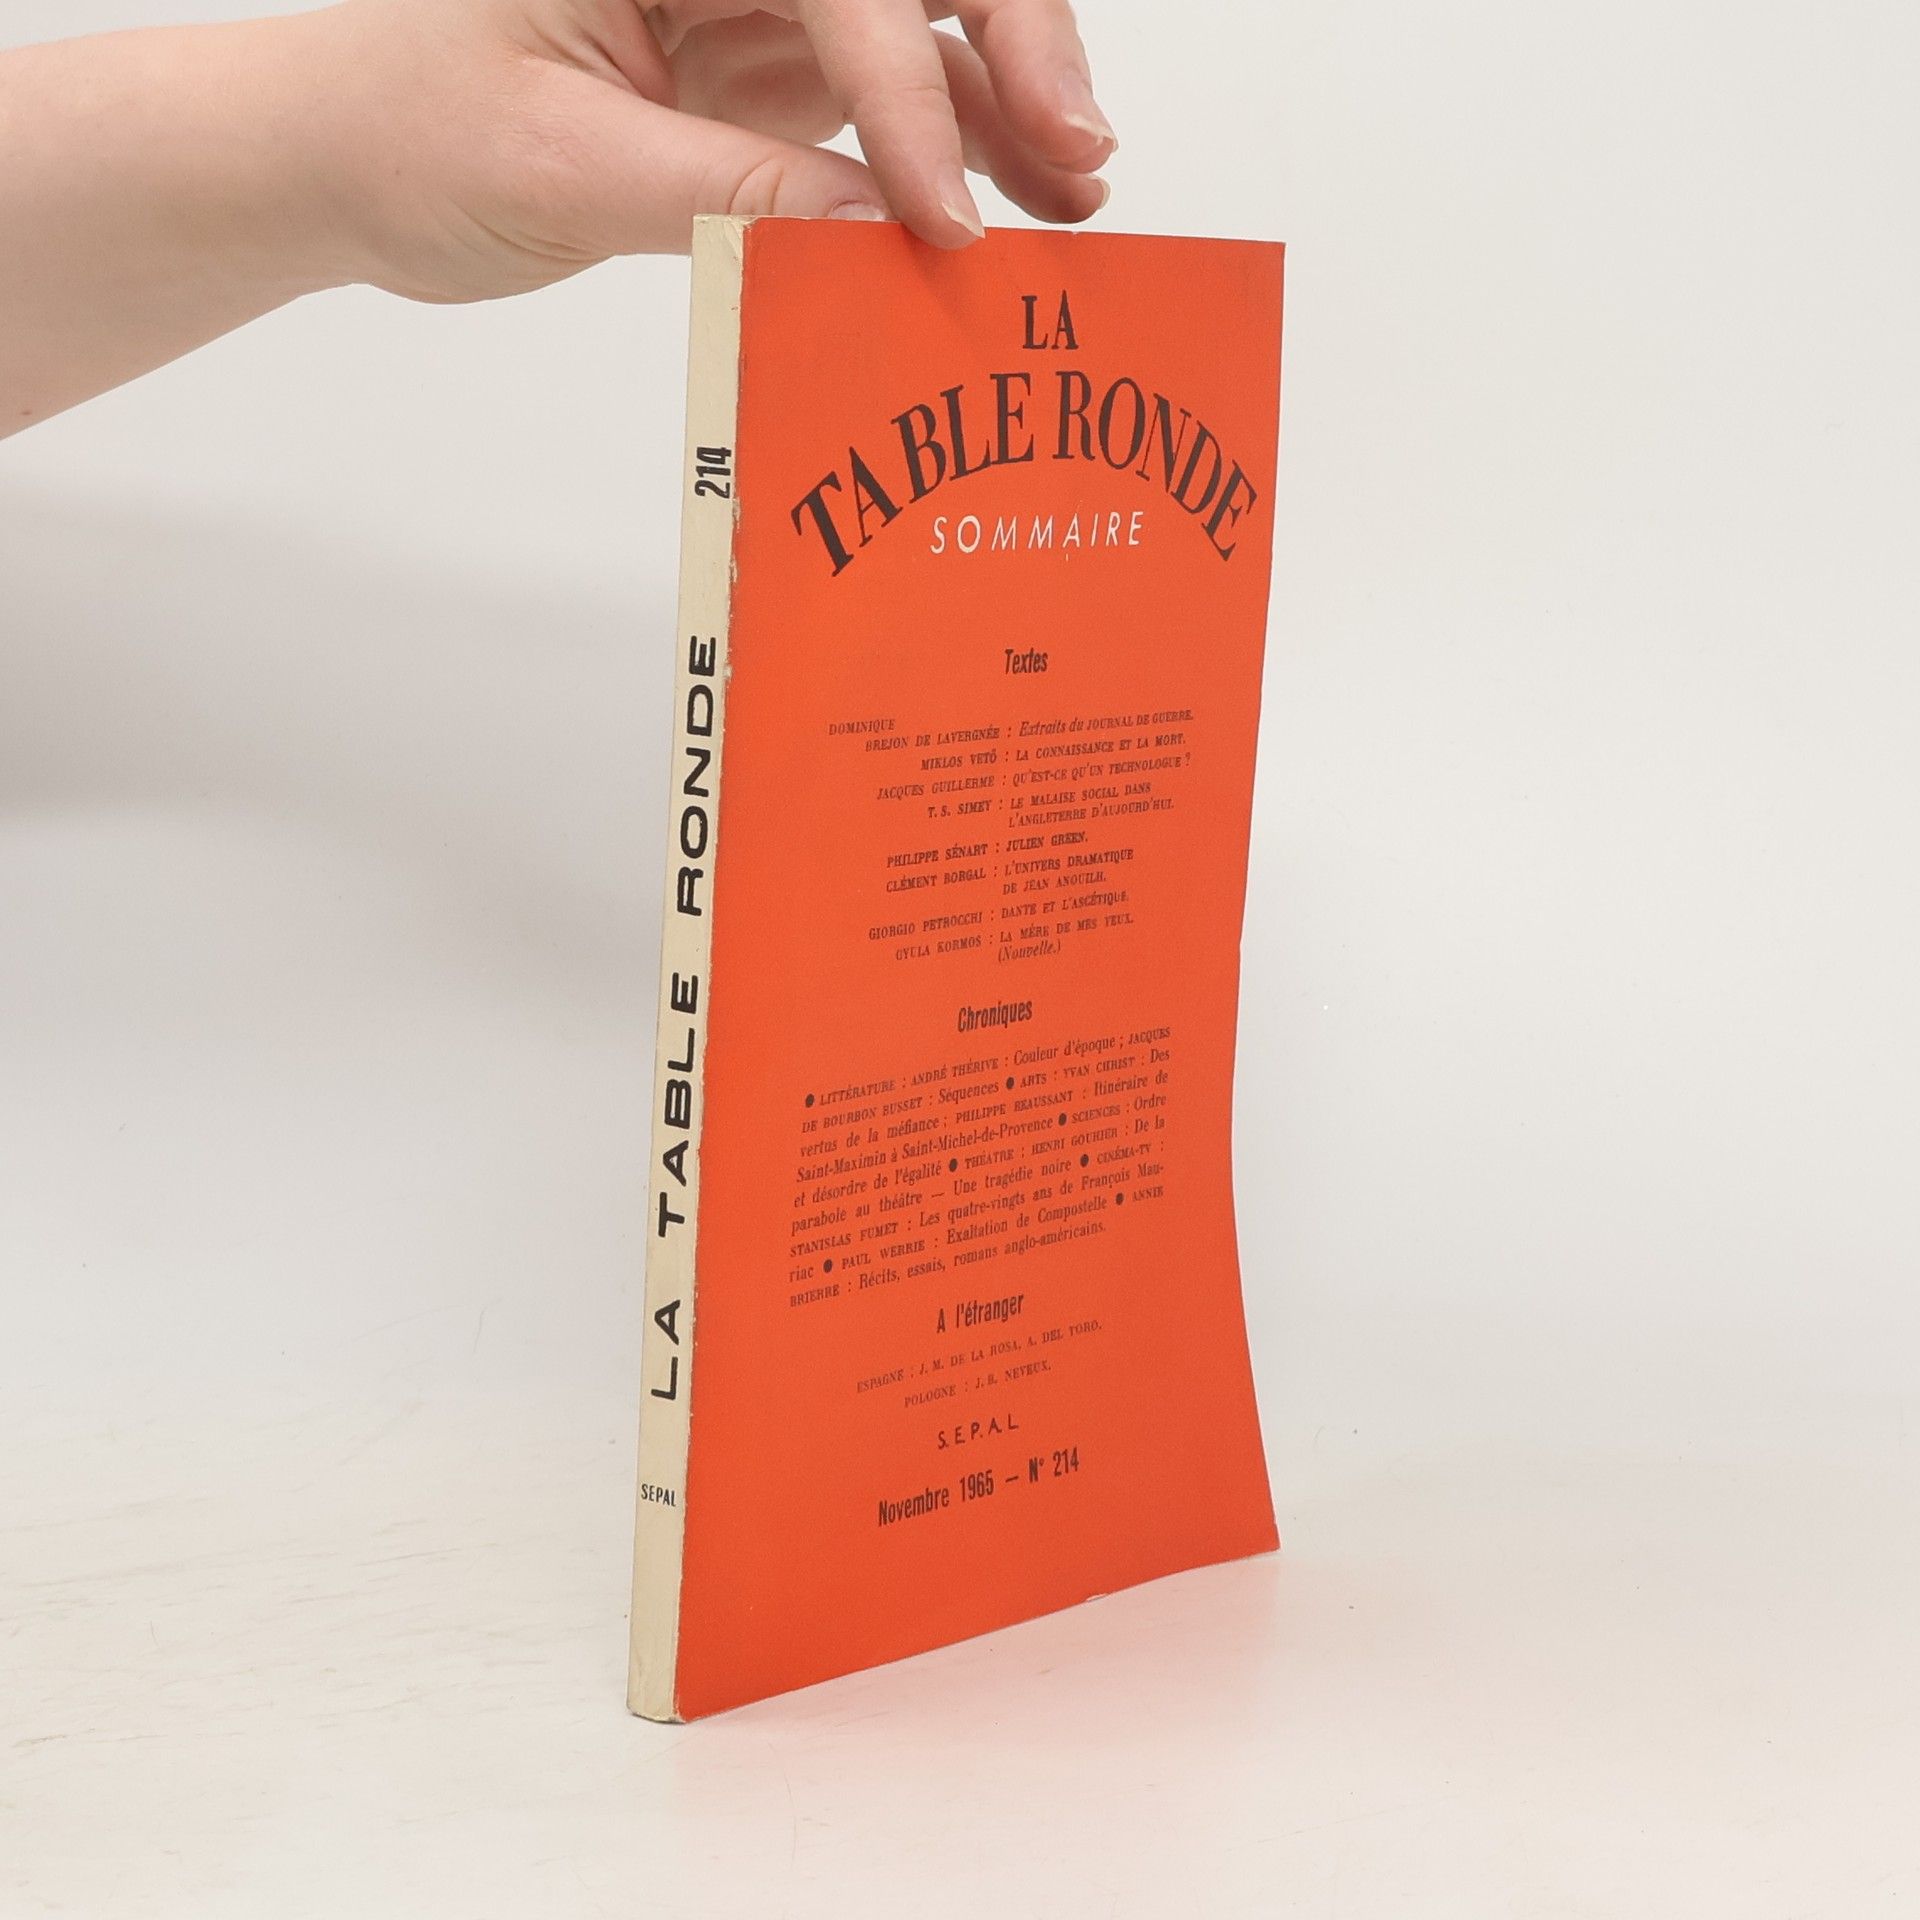 214
LA TABLE RONDE
SEPAL
LA
TABLE RONDE
SOMMAIRE
Textes
DOMINIQUE
BREJON DE LAVERGNÉE : Extraits du JOURNAL DE GUERRE.
MIKLOS VETÖ : LA CONNAISSANCE ET LA MORT.
JACQUES GUILLERME : QU'EST-CE QU'UN TECHNOLOGUE ?
T. S. SIMEY : LE MALAISE SOCIAL DANS
L'ANGLETERRE D'AUJOURD'HUI.
PHILIPPE SÉNART : JULIEN GREEN.
CLÉMENT BORGAL : L'UNIVERS DRAMATIQUE
DE JEAN ANOUILH.
GIORGIO PETROCCHI : DANTE ET L'ASCÉTIQUE.
GYULA KORMOS : LA MÈRE DE MES YEUX.
(Nouvelle.)
Chroniques
● LITTÉRATURE : ANDRÉ THÉRIVE : Couleur d'époque ; JACQUES
DE BOURBON BUSSET : Séquences ● ARTS : YVAN CHRIST : Des
vertus de la méfiance ; PHILIPPE BEAUSSANT : Itinéraire de
Saint-Maximin à Saint-Michel-de-Provence ● SCIENCES : Ordre
et désordre de l'égalité ● THÉATRE : HENRI GOUHIER : De la
parabole au théâtre — Une tragédie noire ● CINÉMA-TV :
STANISLAS FUMET : Les quatre-vingts ans de François Mau-
riac ● PAUL WERRIE : Exaltation de Compostelle ● ANNIE
BRIERRE : Récits, essais, romans anglo-américains.
A l'étranger
ESPAGNE : J. M. DE LA ROSA, A. DEL TORO.
POLOGNE : J. B. NEVEUX.
S.E.P.A.L
Novembre 1965 — N° 214